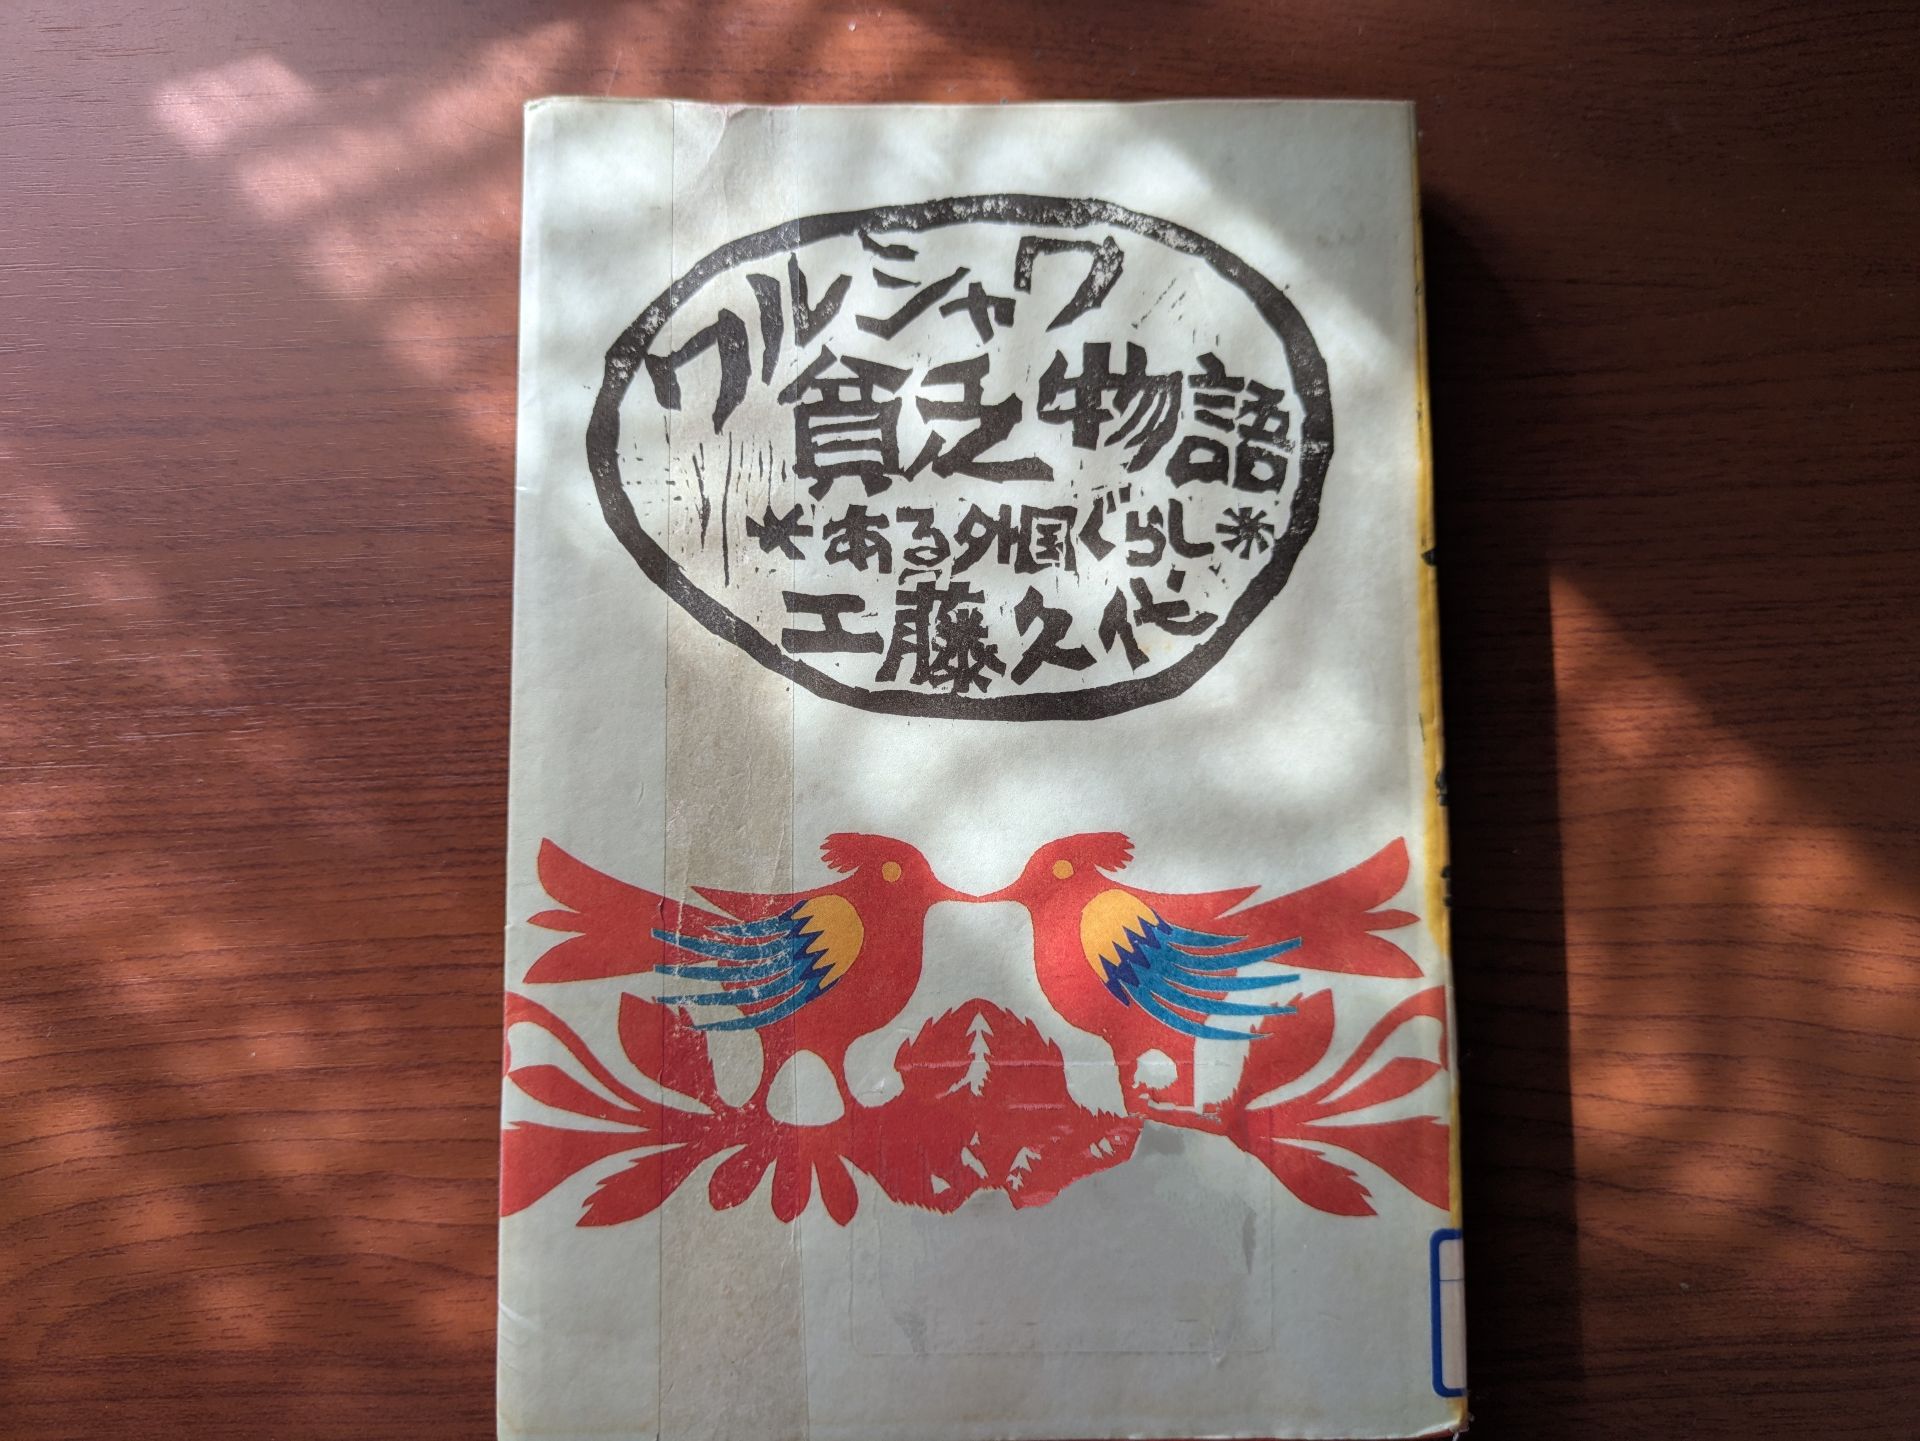 ワルシャワ
貧乏物語
*ある外国ぐらし*
工藤久代